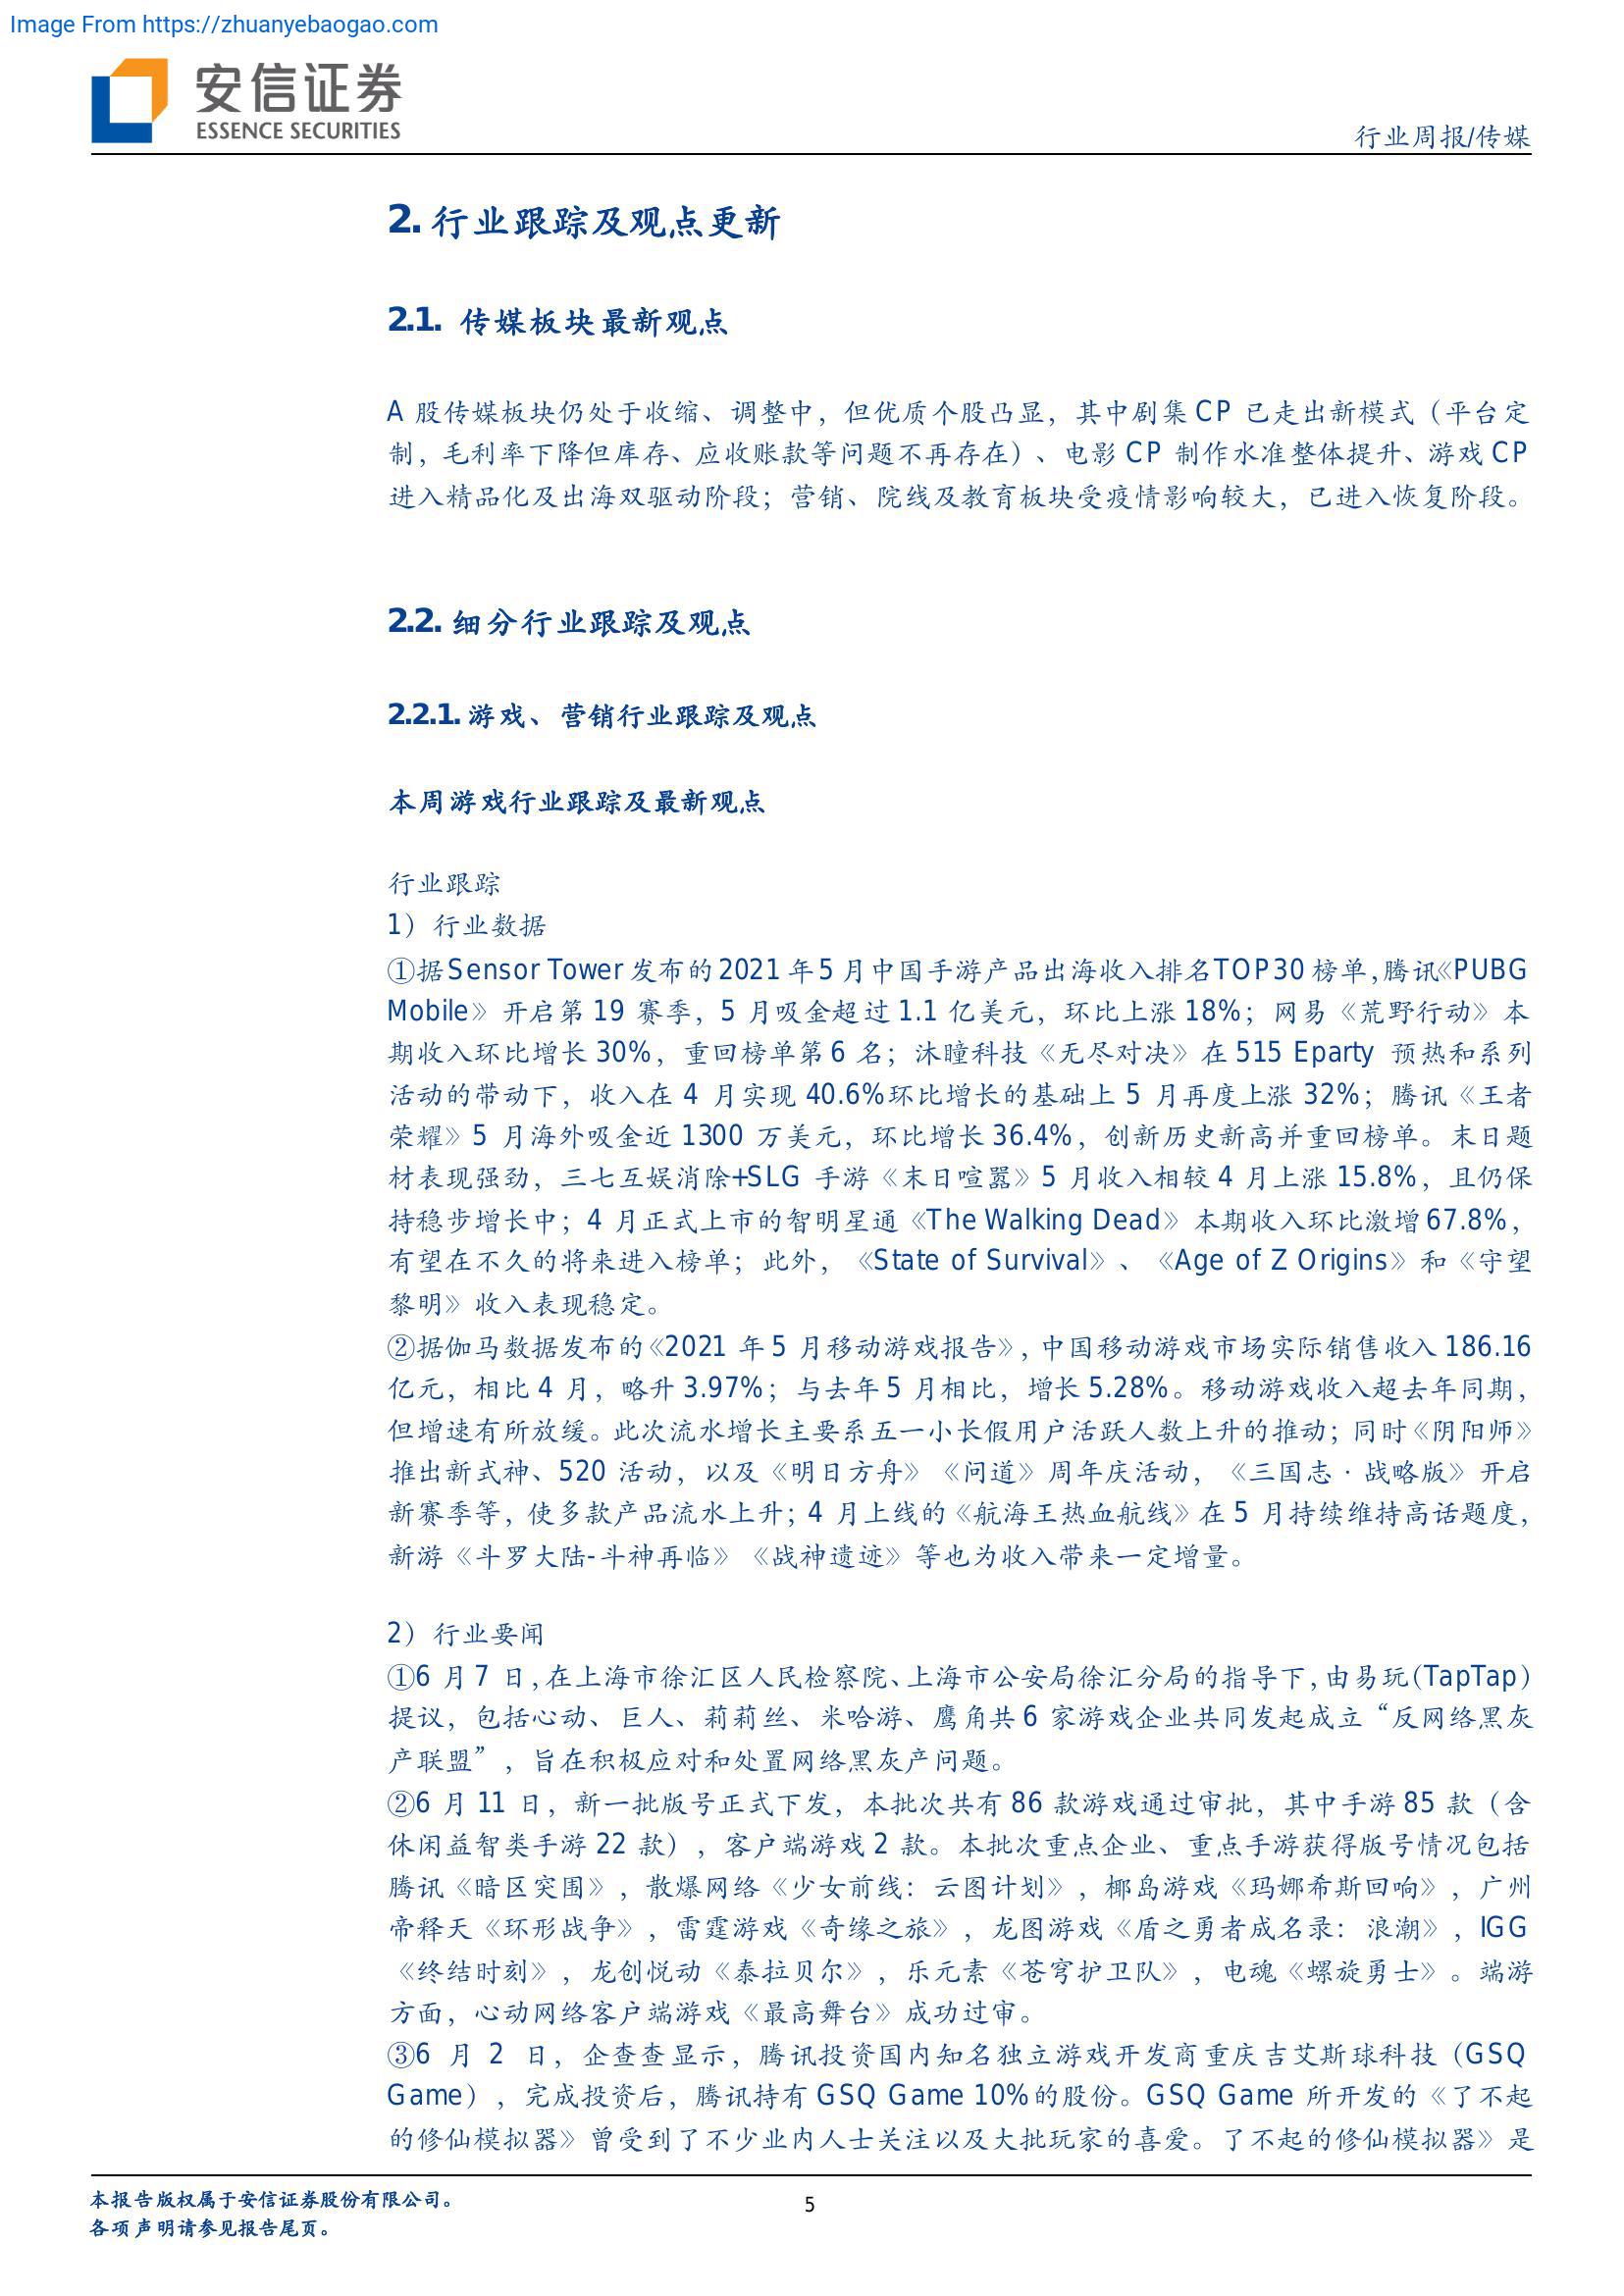 Image From https://zhuanyebaogao.com
安信证券
ESSENCE SECURITIES
行业周报/传媒
2. 行业跟踪及观点更新
2.1. 传媒板块最新观点
A 股传媒板块仍处于收缩、调整中，但优质个股凸显，其中剧集 CP 已走出新模式（平台定
制，毛利率下降但库存、应收账款等问题不再存在）、电影 CP 制作水准整体提升、游戏 CP
进入精品化及出海双驱动阶段；营销、院线及教育板块受疫情影响较大，已进入恢复阶段。
2.2. 细分行业跟踪及观点
2.2.1. 游戏、营销行业跟踪及观点
本周游戏行业跟踪及最新观点
行业跟踪
1）行业数据
①据 Sensor Tower 发布的 2021 年 5 月中国手游产品出海收入排名 TOP30 榜单，腾讯《PUBG
Mobile》开启第 19 赛季，5 月吸金超过 1.1 亿美元，环比上涨 18%；网易《荒野行动》本
期收入环比增长 30%，重回榜单第 6 名；沐瞳科技《无尽对决》在 515 Eparty 预热和系列
活动的带动下，收入在 4 月实现 40.6%环比增长的基础上 5 月再度上涨 32%；腾讯《王者
荣耀》5 月海外吸金近 1300 万美元，环比增长 36.4%，创新历史新高并重回榜单。末日题
材表现强劲，三七互娱消除+SLG 手游《末日喧嚣》5 月收入相较 4 月上涨 15.8%，且仍保
持稳步增长中；4 月正式上市的智明星通《The Walking Dead》本期收入环比激增 67.8%，
有望在不久的将来进入榜单；此外，《State of Survival》、《Age of Z Origins》和《守望
黎明》收入表现稳定。
②据伽马数据发布的《2021 年 5 月移动游戏报告》，中国移动游戏市场实际销售收入 186.16
亿元，相比 4 月，略升 3.97%；与去年 5 月相比，增长 5.28%。移动游戏收入超去年同期，
但增速有所放缓。此次流水增长主要系五一小长假用户活跃人数上升的推动；同时《阴阳师》
推出新式神、520 活动，以及《明日方舟》《问道》周年庆活动，《三国志·战略版》开启
新赛季等，使多款产品流水上升；4 月上线的《航海王热血航线》在 5 月持续维持高话题度，
新游《斗罗大陆-斗神再临》《战神遗迹》等也为收入带来一定增量。
2）行业要闻
①6 月 7 日，在上海市徐汇区人民检察院、上海市公安局徐汇分局的指导下，由易玩（TapTap）
提议，包括心动、巨人、莉莉丝、米哈游、鹰角共 6 家游戏企业共同发起成立“反网络黑灰
产联盟”，旨在积极应对和处置网络黑灰产问题。
②6 月 11 日，新一批版号正式下发，本批次共有 86 款游戏通过审批，其中手游 85 款（含
休闲益智类手游 22 款），客户端游戏 2 款。本批次重点企业、重点手游获得版号情况包括
腾讯《暗区突围》，散爆网络《少女前线：云图计划》，椰岛游戏《玛娜希斯回响》，广州
帝释天《环形战争》，雷霆游戏《奇缘之旅》，龙图游戏《盾之勇者成名录：浪潮》，IGG
《终结时刻》，龙创悦动《泰拉贝尔》，乐元素《苍穹护卫队》，电魂《螺旋勇士》。端游
方面，心动网络客户端游戏《最高舞台》成功过审。
③6 月 2 日，企查查显示，腾讯投资国内知名独立游戏开发商重庆吉艾斯球科技（GSQ
Game），完成投资后，腾讯持有 GSQ Game 10%的股份。GSQ Game 所开发的《了不起
的修仙模拟器》曾受到了不少业内人士关注以及大批玩家的喜爱。了不起的修仙模拟器》是
本报告版权属于安信证券股份有限公司。
5
各项声明请参见报告尾页。